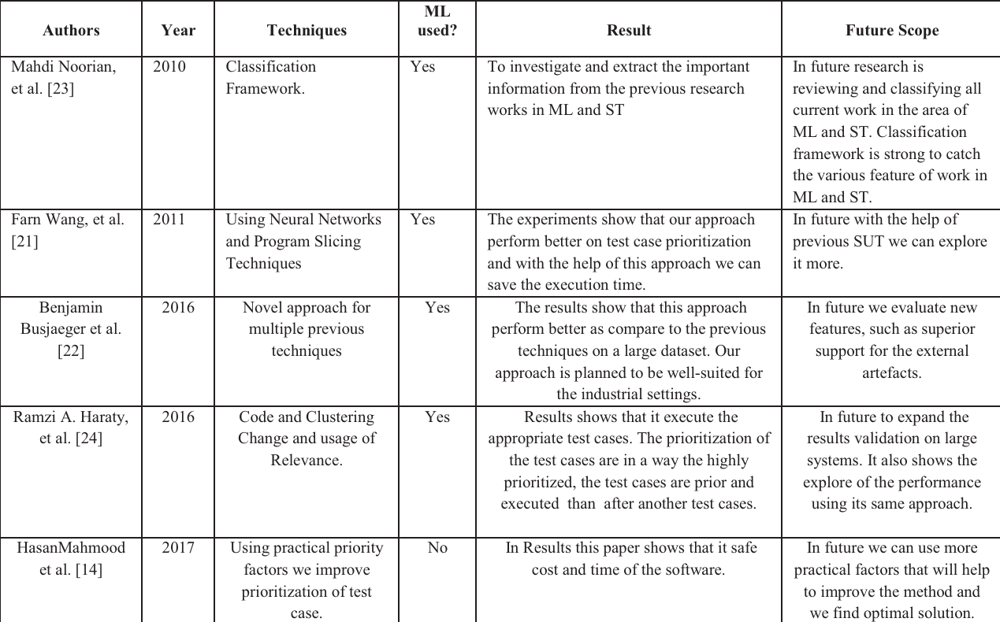 Authors
Year
Techniques
ML
used?
Result
Future Scope
Mahdi Noorian,
et al. [23]
2010
Classification
Framework.
Yes
To investigate and extract the important
information from the previous research
works in ML and ST
In future research is
reviewing and classifying all
current work in the area of
ML and ST. Classification
framework is strong to catch
the various feature of work in
ML and ST.
Farn Wang, et al.
[21]
2011
Using Neural Networks
and Program Slicing
Techniques
Yes
The experiments show that our approach
perform better on test case prioritization
and with the help of this approach we can
save the execution time.
In future with the help of
previous SUT we can explore
it more.
Benjamin
Busjaeger et al.
[22]
2016
Novel approach for
multiple previous
techniques
Yes
The results show that this approach
perform better as compare to the previous
techniques on a large dataset. Our
approach is planned to be well-suited for
the industrial settings.
In future we evaluate new
features, such as superior
support for the external
artefacts.
Ramzi A. Haraty,
et al. [24]
2016
Code and Clustering
Change and usage of
Relevance.
Yes
Results shows that it execute the
appropriate test cases. The prioritization of
the test cases are in a way the highly
prioritized, the test cases are prior and
executed than after another test cases.
In future to expand the
results validation on large
systems. It also shows the
explore of the performance
using its same approach.
HasanMahmood
et al. [14]
2017
Using practical priority
factors we improve
prioritization of test
case.
No
In Results this paper shows that it safe
cost and time of the software.
In future we can use more
practical factors that will help
to improve the method and
we find optimal solution.